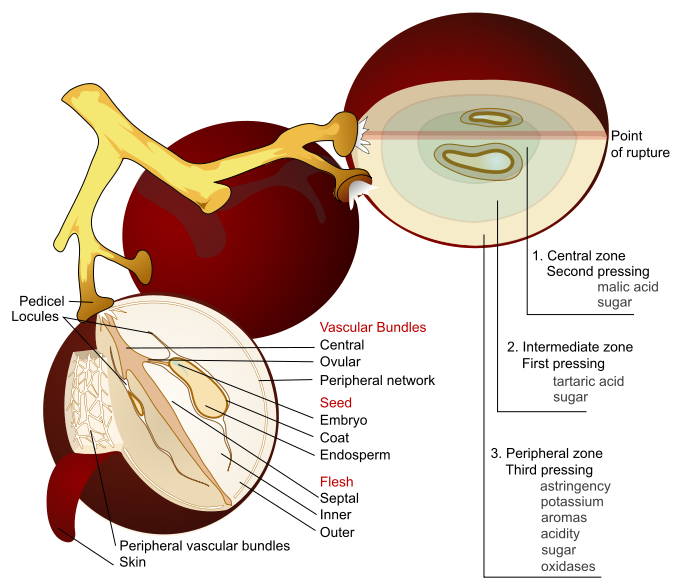 Point
of rupture
1. Central zone
Second pressing
malic acid
sugar
2. Intermediate zone
First pressing
tartaric acid
sugar
3. Peripheral zone
Third pressing
astringency
potassium
aromas
acidity
sugar
oxidases
Pedicel
Locules
Vascular Bundles
Central
Ovular
Peripheral network
Seed
Embryo
Coat
Endosperm
Flesh
Septal
Inner
Outer
Peripheral vascular bundles
Skin